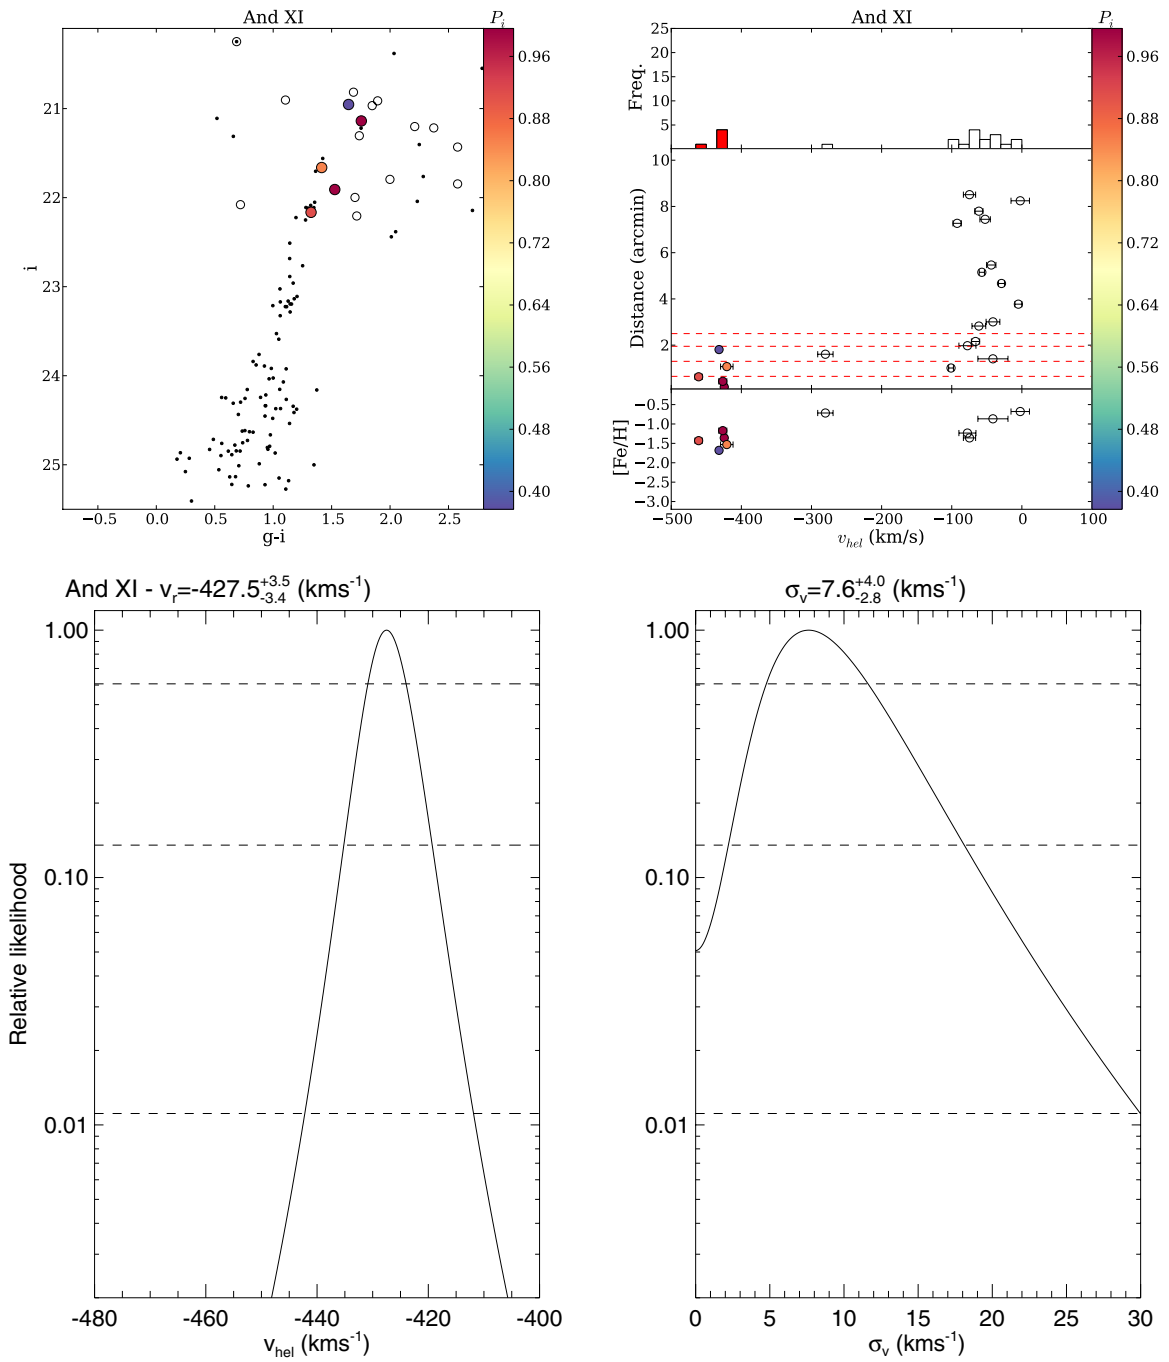 And XI
P_i
21
22
23
24
25
i
−0.5 0.0 0.5 1.0 1.5 2.0 2.5
g-i
0.96
0.88
0.80
0.72
0.64
0.56
0.48
0.40
And XI
P_i
25
20
15
10
5
Freq.
10
8
6
4
2
Distance (arcmin)
−0.5
−1.0
−1.5
−2.0
−2.5
−3.0
[Fe/H]
−500 −400 −300 −200 −100 0 100
v_hel (km/s)
0.96
0.88
0.80
0.72
0.64
0.56
0.48
0.40
And XI - v_r=-427.5^{+3.5}_{-3.4} (kms^-1)
1.00
0.10
0.01
Relative likelihood
-480 -460 -440 -420 -400
v_hel (kms^-1)
σ_v=7.6^{+4.0}_{-2.8} (kms^-1)
1.00
0.10
0.01
0 5 10 15 20 25 30
σ_v (kms^-1)